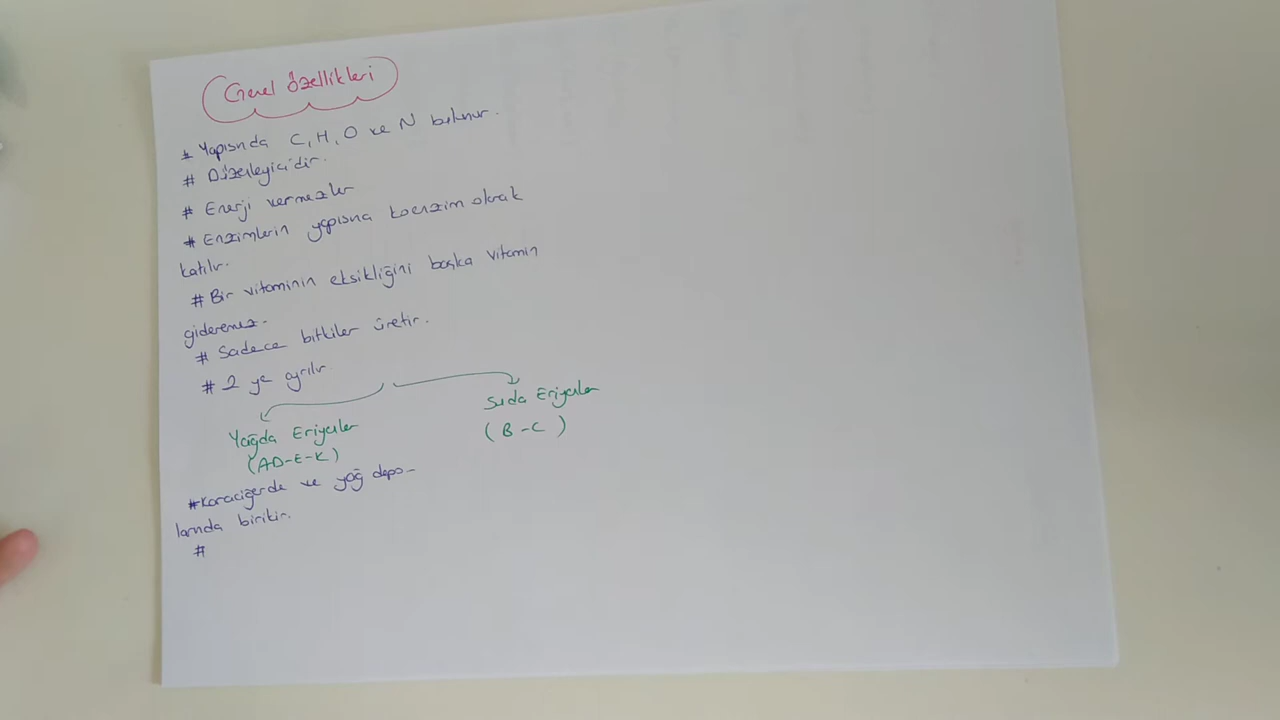 Genel Özellikleri
* Yapısında C, H, O ve N bulunur.
# Düzenleyicidir.
# Enerji vermezler
# Enzimlerin yapısına koenzim olarak
katılır.
# Bir vitaminin eksikliğini başka vitamin
gideremez.
# Sadece bitkiler üretir.
# 2 ye ayrılır.
Yağda Eriyenler
Suda Eriyenler
(AD-E-K)
(B-C)
#Karaciğerde ve yağ depo-
larında birikir.
#